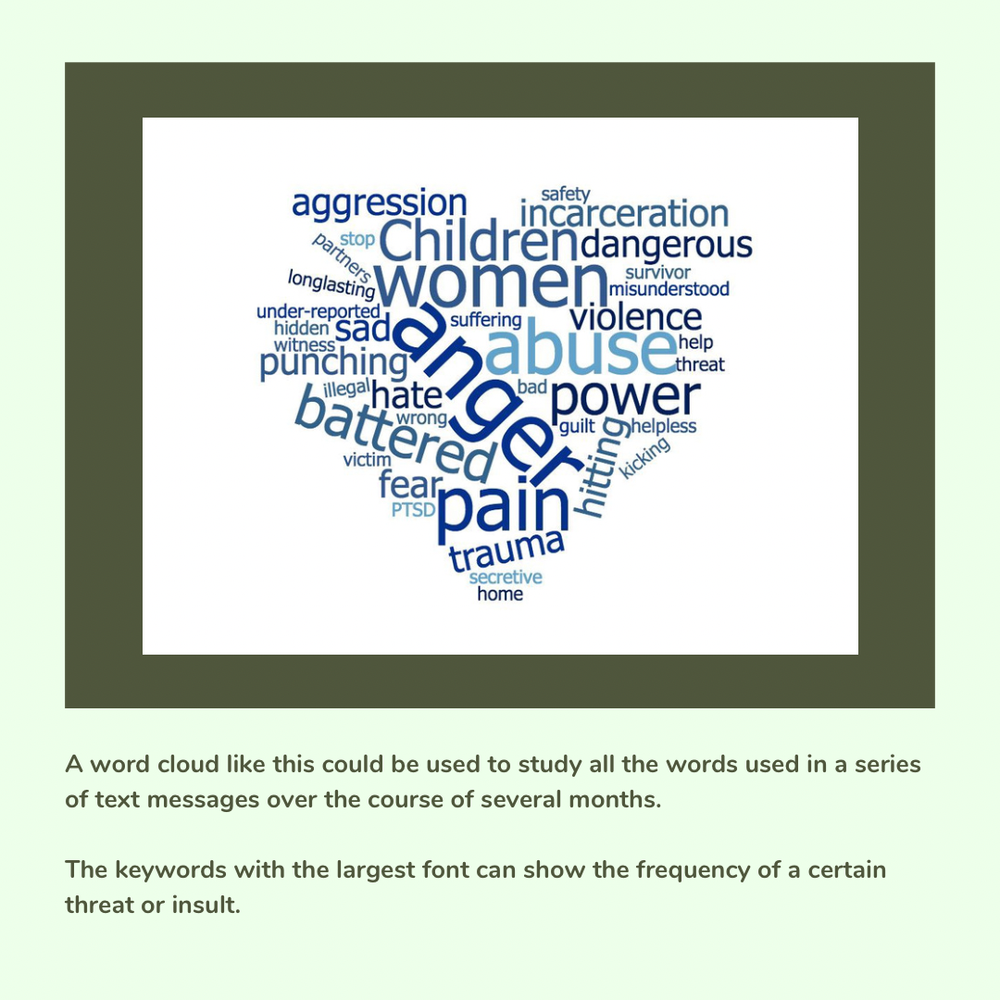 aggression
safety
incarceration
stop
Children
dangerous
partners
longlasting
women
survivor
misunderstood
under-reported
hidden
sad
anger
suffering
violence
witness
abuse
help
punching
threat
illegal
hate
bad
power
battered
wrong
guilt
helpless
hitting
kicking
victim
fear
PTSD
pain
trauma
secretive
home
A word cloud like this could be used to study all the words used in a series
of text messages over the course of several months.
The keywords with the largest font can show the frequency of a certain
threat or insult.